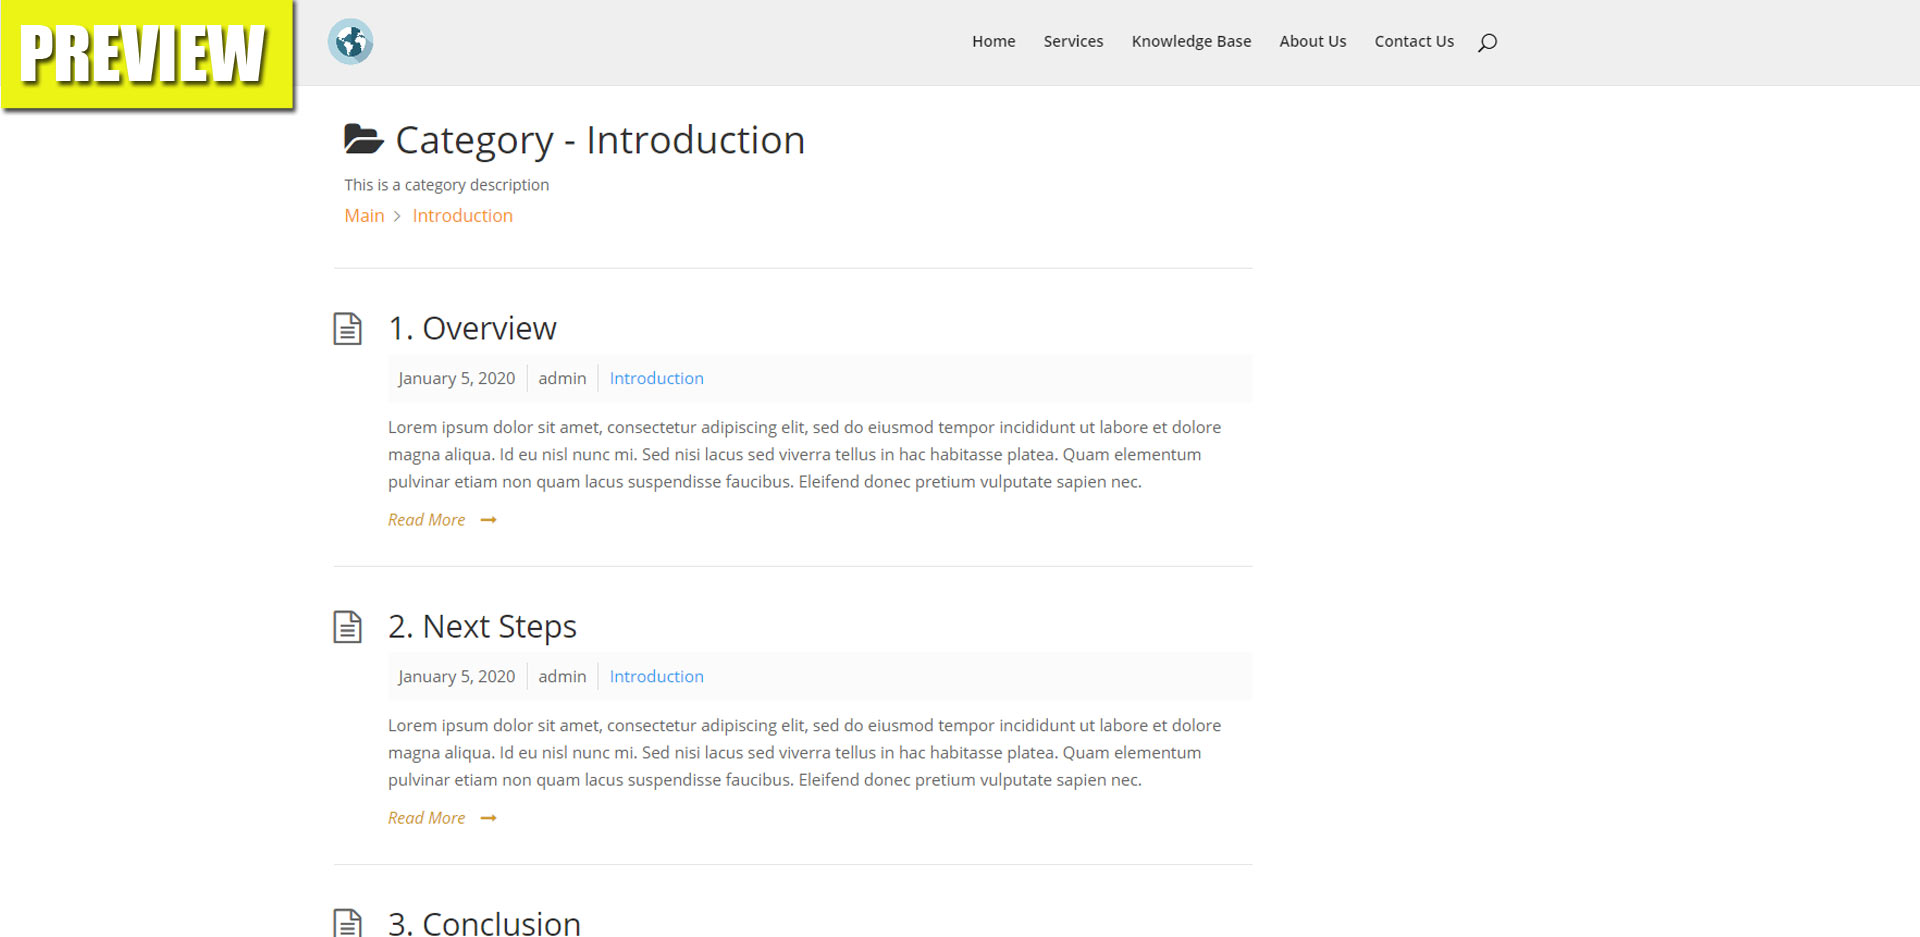 PREVIEW
Home Services Knowledge Base About Us Contact Us
Category - Introduction
This is a category description
Main > Introduction
1. Overview
January 5, 2020 admin Introduction
Lorem ipsum dolor sit amet, consectetur adipiscing elit, sed do eiusmod tempor incididunt ut labore et dolore
magna aliqua. Id eu nisl nunc mi. Sed nisi lacus sed viverra tellus in hac habitasse platea. Quam elementum
pulvinar etiam non quam lacus suspendisse faucibus. Eleifend donec pretium vulputate sapien nec.
Read More
2. Next Steps
January 5, 2020 admin Introduction
Lorem ipsum dolor sit amet, consectetur adipiscing elit, sed do eiusmod tempor incididunt ut labore et dolore
magna aliqua. Id eu nisl nunc mi. Sed nisi lacus sed viverra tellus in hac habitasse platea. Quam elementum
pulvinar etiam non quam lacus suspendisse faucibus. Eleifend donec pretium vulputate sapien nec.
Read More
3. Conclusion